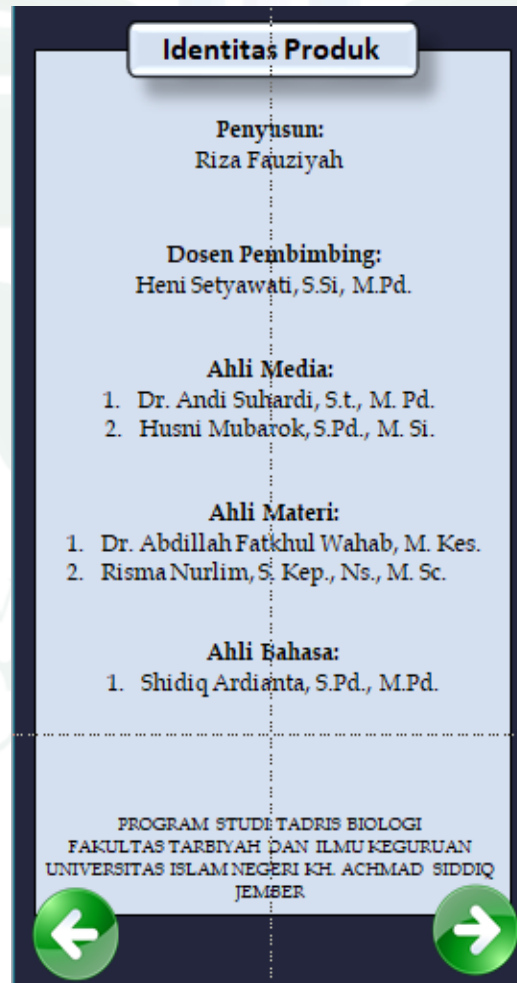 Identitas Produk
Penyusun:
Riza Fauziyah
Dosen Pembimbing:
Heni Setyawati, S.Si, M.Pd.
Ahli Media:
1. Dr. Andi Suhardi, S.t., M. Pd.
2. Husni Mubarok, S.Pd., M. Si.
Ahli Materi:
1. Dr. Abdillah Fatkhul Wahab, M. Kes.
2. Risma Nurlim, S. Kep., Ns., M. Sc.
Ahli Bahasa:
1. Shidiq Ardianta, S.Pd., M.Pd.
PROGRAM STUDI TADRIS BIOLOGI
FAKULTAS TARBIYAH DAN ILMU KEGURUAN
UNIVERSITAS ISLAM NEGERI KH. ACHMAD SIDDIQ
JEMBER